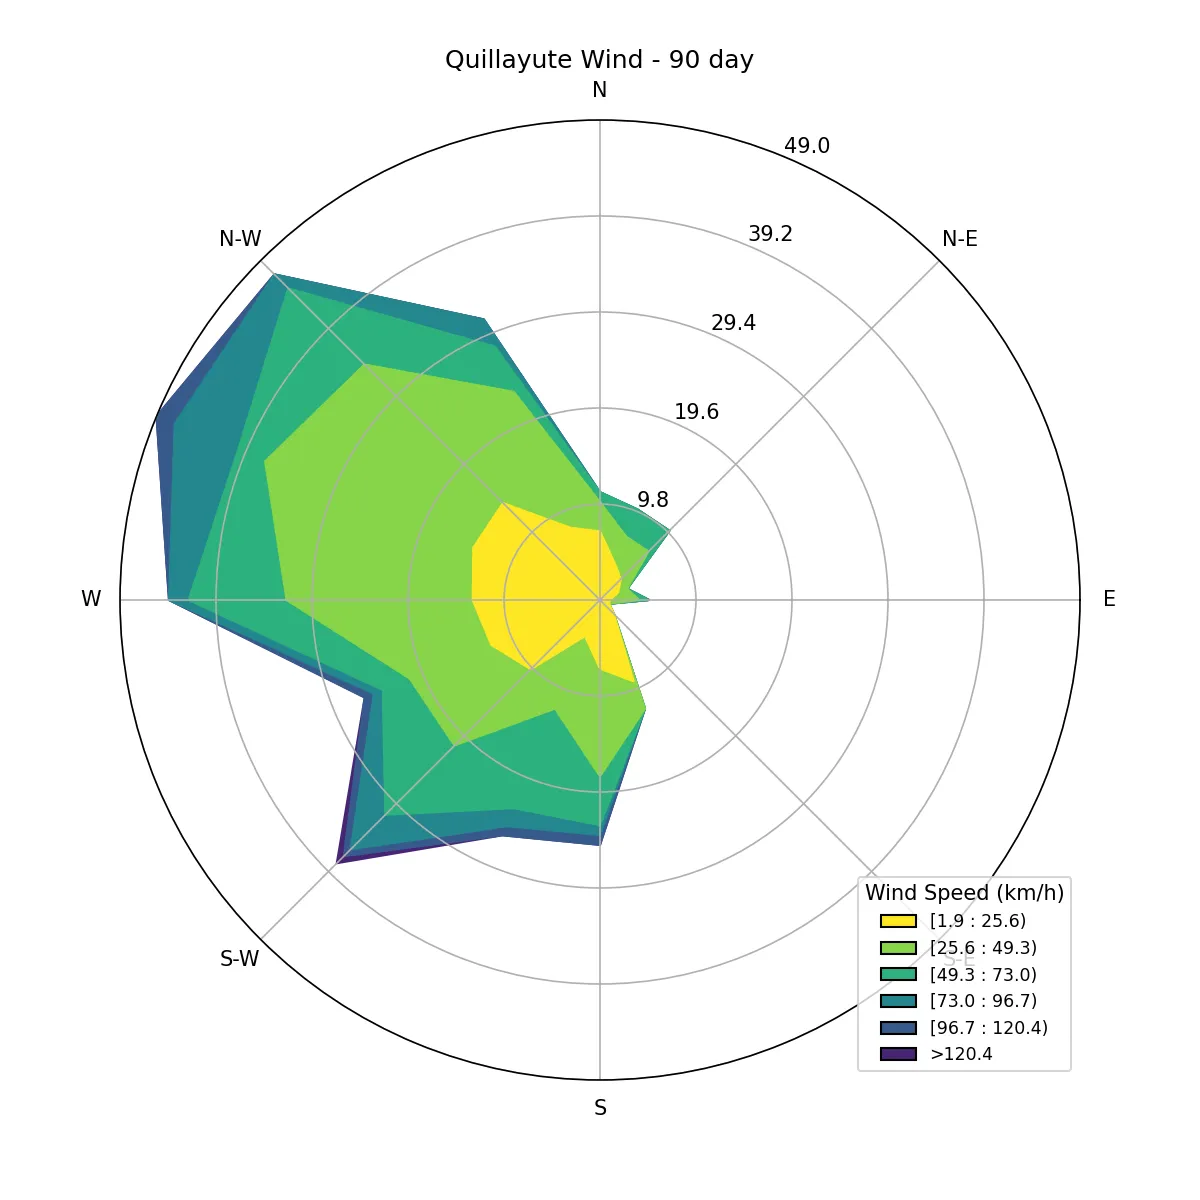 Quillayute Wind - 90 day
N
49.0
39.2
N-W
N-E
29.4
19.6
9.8
W
E
Wind Speed (km/h)
[1.9 : 25.6)
[25.6 : 49.3)
S-W
S-E
[49.3 : 73.0)
[73.0 : 96.7)
[96.7 : 120.4)
>120.4
S